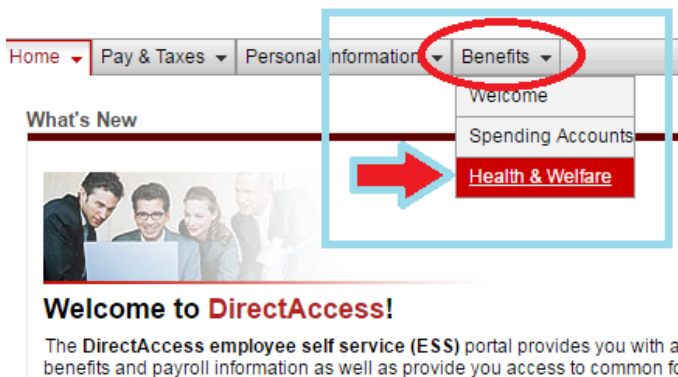 Home Pay & Taxes Personal Information Benefits
Welcome
What's New
Spending Accounts
Health & Welfare
Welcome to DirectAccess!
The DirectAccess employee self service (ESS) portal provides you with a
benefits and payroll information as well as provide you access to common fo